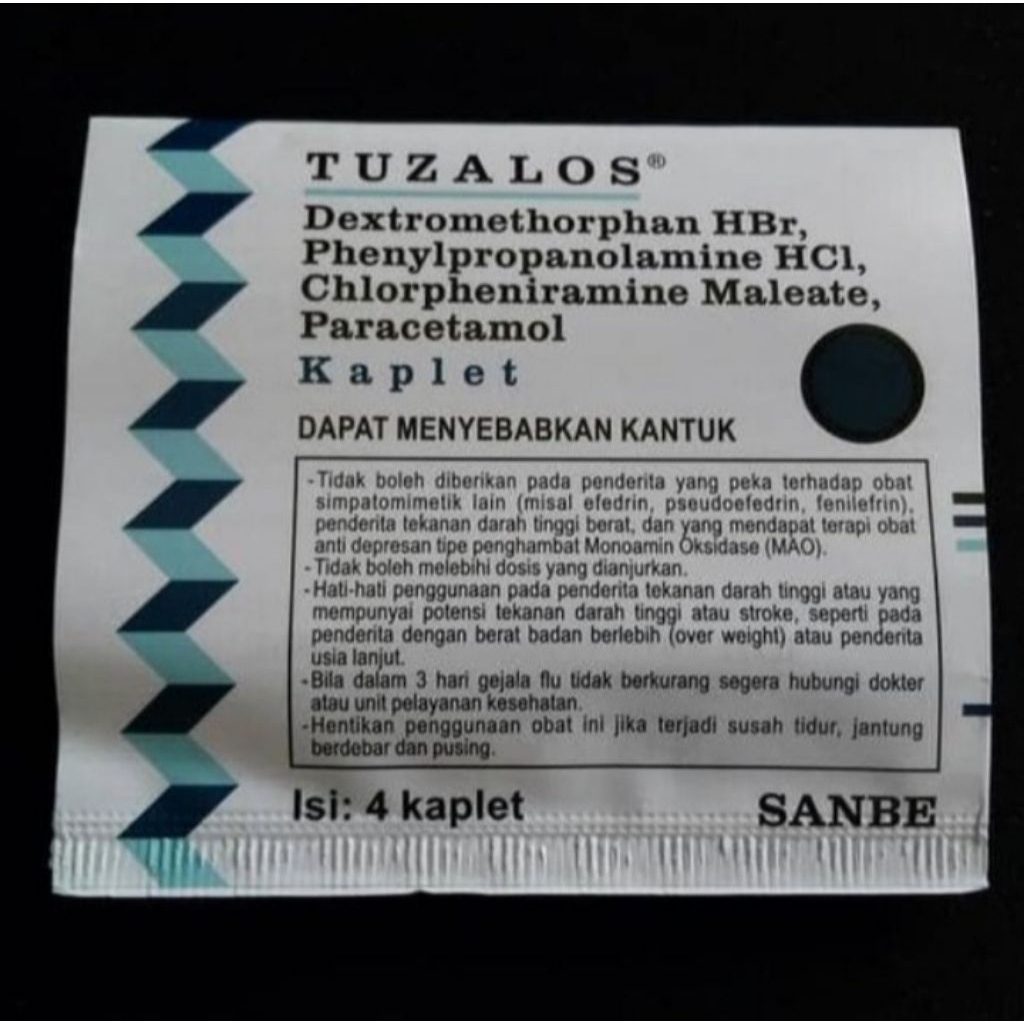 TUZALOS®
Dextromethorphan HBr,
Phenylpropanolamine HCl,
Chlorpheniramine Maleate,
Paracetamol
Kaplet
DAPAT MENYEBABKAN KANTUK
-Tidak boleh diberikan pada penderita yang peka terhadap obat
simpatomimetik lain (misal efedrin, pseudoefedrin, fenilefrin),
penderita tekanan darah tinggi berat, dan yang mendapat terapi obat
anti depresan tipe penghambat Monoamin Oksidase (MAO).
-Tidak boleh melebihi dosis yang dianjurkan.
-Hati-hati penggunaan pada penderita tekanan darah tinggi atau yang
mempunyai potensi tekanan darah tinggi atau stroke, seperti pada
penderita dengan berat badan berlebih (over weight) atau penderita
usia lanjut.
-Bila dalam 3 hari gejala flu tidak berkurang segera hubungi dokter
atau unit pelayanan kesehatan.
-Hentikan penggunaan obat ini jika terjadi susah tidur, jantung
berdebar dan pusing.
Isi: 4 kaplet
SANBE